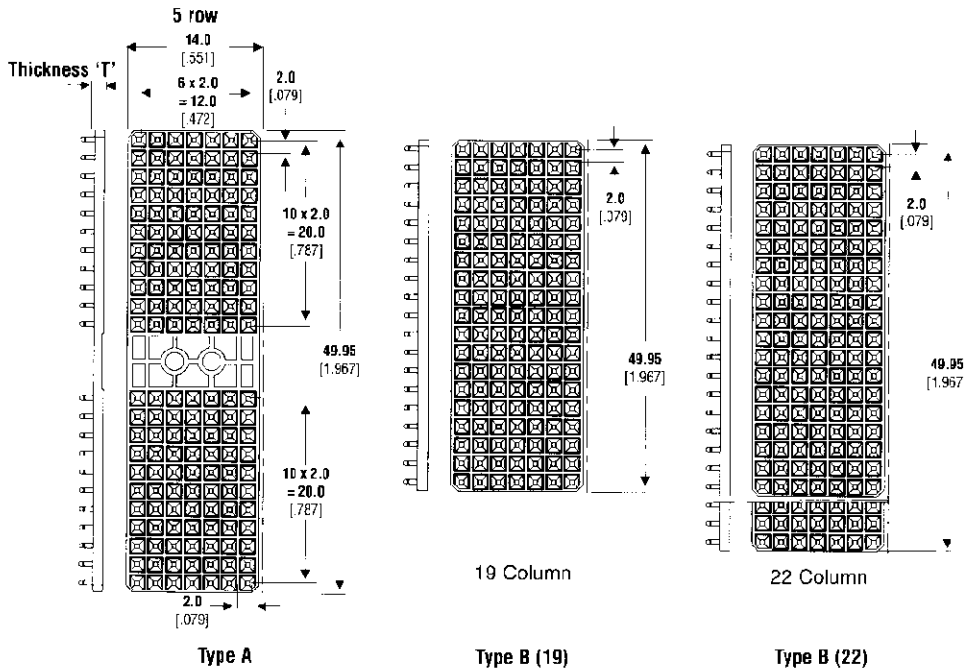 5 row
14.0
[.551]
Thickness 'T'
6 x 2.0
= 12.0
[.472]
2.0
[.079]
10 x 2.0
= 20.0
[.787]
49.95
[1.967]
10 x 2.0
= 20.0
[.787]
2.0
[.079]
Type A
2.0
[.079]
49.95
[1.967]
19 Column
Type B (19)
2.0
[.079]
49.95
[1.967
22 Column
Type B (22)